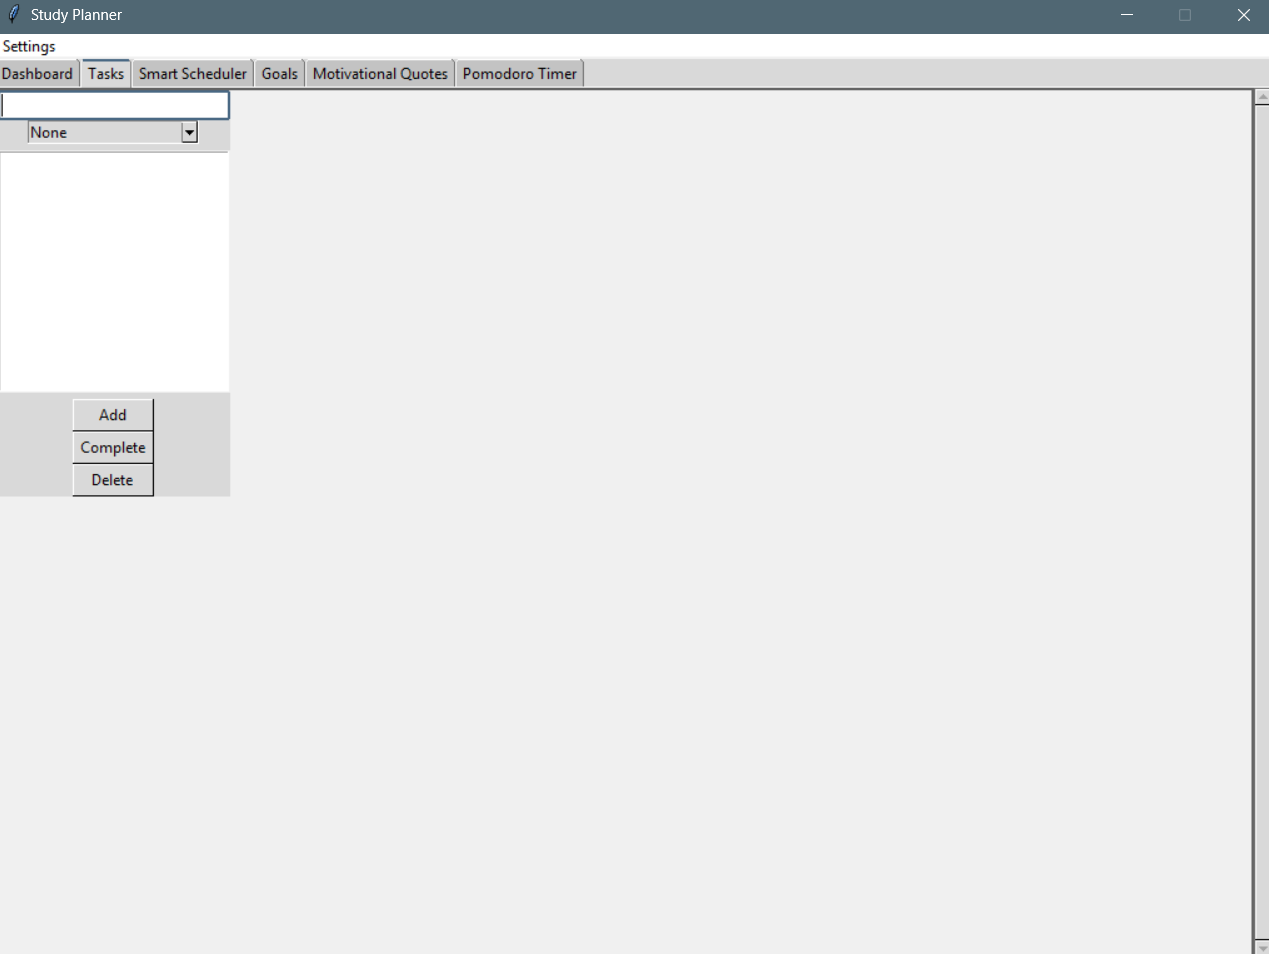 Study Planner
Settings
Dashboard Tasks Smart Scheduler Goals Motivational Quotes Pomodoro Timer
None
Add
Complete
Delete